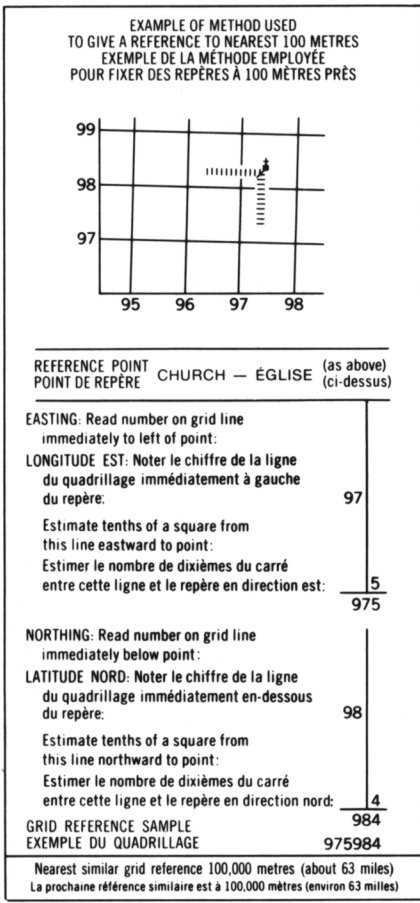 EXAMPLE OF METHOD USED
TO GIVE A REFERENCE TO NEAREST 100 METRES
EXEMPLE DE LA MÉTHODE EMPLOYÉE
POUR FIXER DES REPÈRES À 100 MÈTRES PRÈS
99
98
97
95 96 97 98
REFERENCE POINT
POINT DE REPÈRE
CHURCH — ÉGLISE
(as above)
(ci-dessus)
EASTING: Read number on grid line
immediately to left of point:
LONGITUDE EST: Noter le chiffre de la ligne
du quadrillage immédiatement à gauche
du repère: 97
Estimate tenths of a square from
this line eastward to point:
Estimer le nombre de dixièmes du carré
entre cette ligne et le repère en direction est: 5
975
NORTHING: Read number on grid line
immediately below point:
LATITUDE NORD: Noter le chiffre de la ligne
du quadrillage immédiatement en-dessous
du repère: 98
Estimate tenths of a square from
this line northward to point:
Estimer le nombre de dixièmes du carré
entre cette ligne et le repère en direction nord: 4
984
GRID REFERENCE SAMPLE
EXEMPLE DU QUADRILLAGE 975984
Nearest similar grid reference 100,000 metres (about 63 miles)
La prochaine référence similaire est à 100,000 mètres (environ 63 milles)